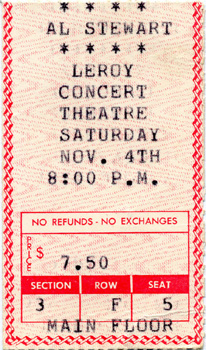 * * * *
AL STEWART
* * * *
LEROY
CONCERT
THEATRE
SATURDAY
NOV. 4TH
8:00 P.M.
NO REFUNDS - NO EXCHANGES
PRICE $ 7.50
SECTION ROW SEAT
3 F 5
MAIN FLOOR